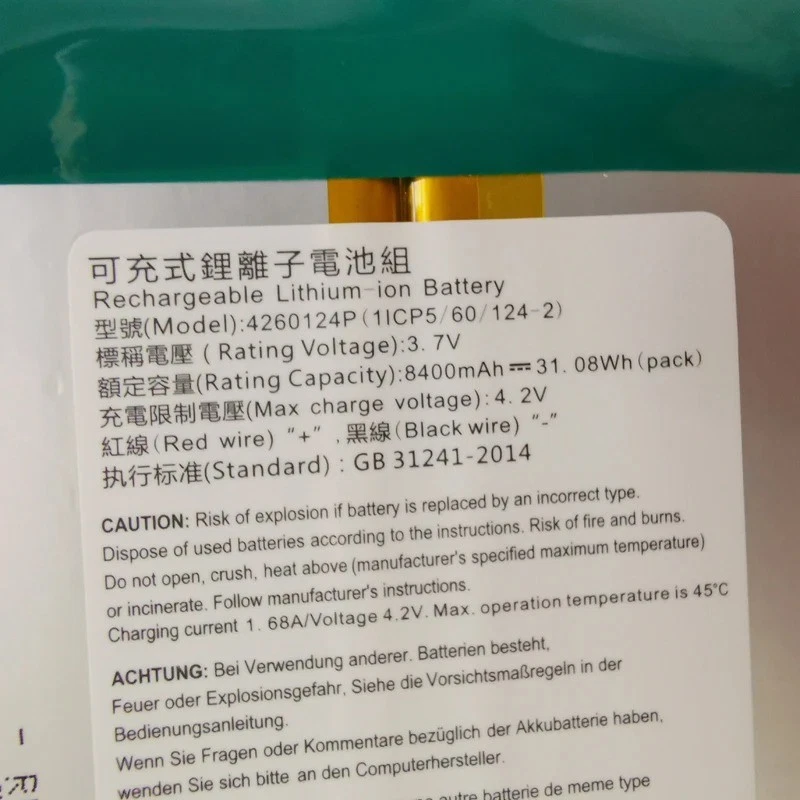 可充式鋰離子電池組
Rechargeable Lithium-ion Battery
型號(Model):4260124P(1ICP5/60/124-2)
標稱電壓(Rating Voltage):3.7V
額定容量(Rating Capacity):8400mAh⎓31.08Wh(pack)
充電限制電壓(Max charge voltage):4.2V
紅線(Red wire)“+”,黑線(Black wire)“-”
执行标准(Standard):GB 31241-2014
CAUTION: Risk of explosion if battery is replaced by an incorrect type.
Dispose of used batteries according to the instructions. Risk of fire and burns.
Do not open, crush, heat above (manufacturer's specified maximum temperature)
or incinerate. Follow manufacturer's instructions.
Charging current 1.68A/Voltage 4.2V. Max. operation temperature is 45℃
ACHTUNG: Bei Verwendung anderer. Batterien besteht,
Feuer oder Explosionsgefahr, Siehe die Vorsichtsmaßregeln in der
Bedienungsanleitung.
Wenn Sie Fragen oder Kommentare bezüglich der Akkubatterie haben,
wenden Sie sich bitte an den Computerhersteller.
autre batterie de meme type